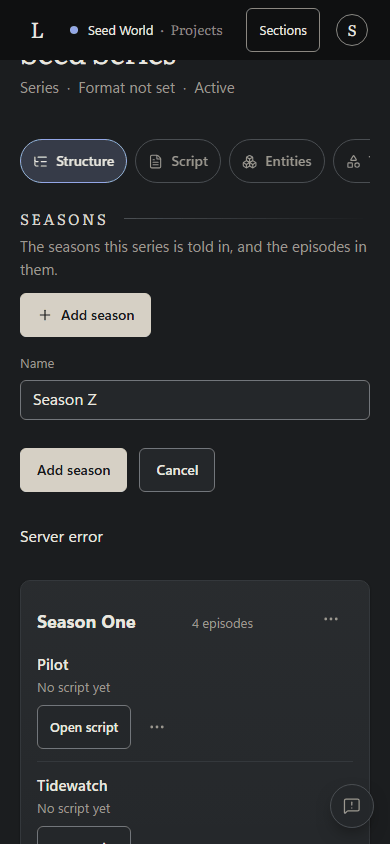 L
Seed World · Projects
Sections
S
Seed Series
Series · Format not set · Active
Structure
Script
Entities
SEASONS
The seasons this series is told in, and the episodes in
them.
+ Add season
Name
Season Z
Add season
Cancel
Server error
Season One
4 episodes
Pilot
No script yet
Open script
Tidewatch
No script yet